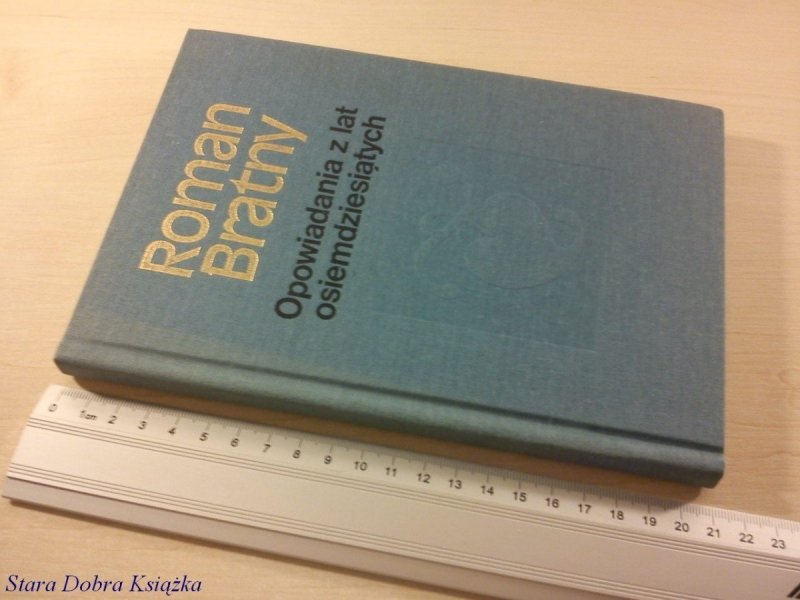 Roman
Bratny
Opowiadania z lat
osiemdziesiątych
0 1cm 2 3 4 5 6 7 8 9 10 11 12 13 14 15 16 17 18 19 20 21 22 23
Stara Dobra Książka